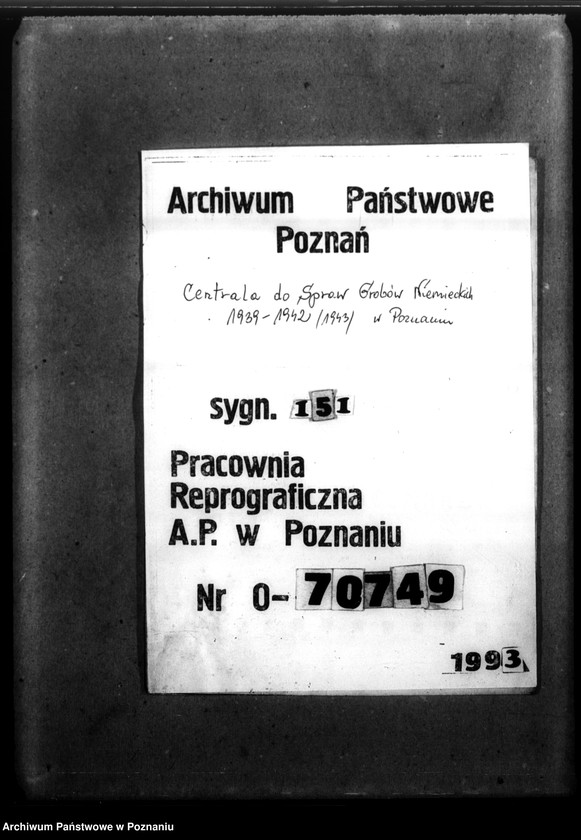 Archiwum Państwowe
Poznań
Centrala do Spraw Grobów Niemieckich
1939-1942 /1943/ w Poznaniu
sygn. 151
Pracownia
Reprograficzna
A.P. w Poznaniu
Nr O-70749
1993
Archiwum Państwowe w Poznaniu